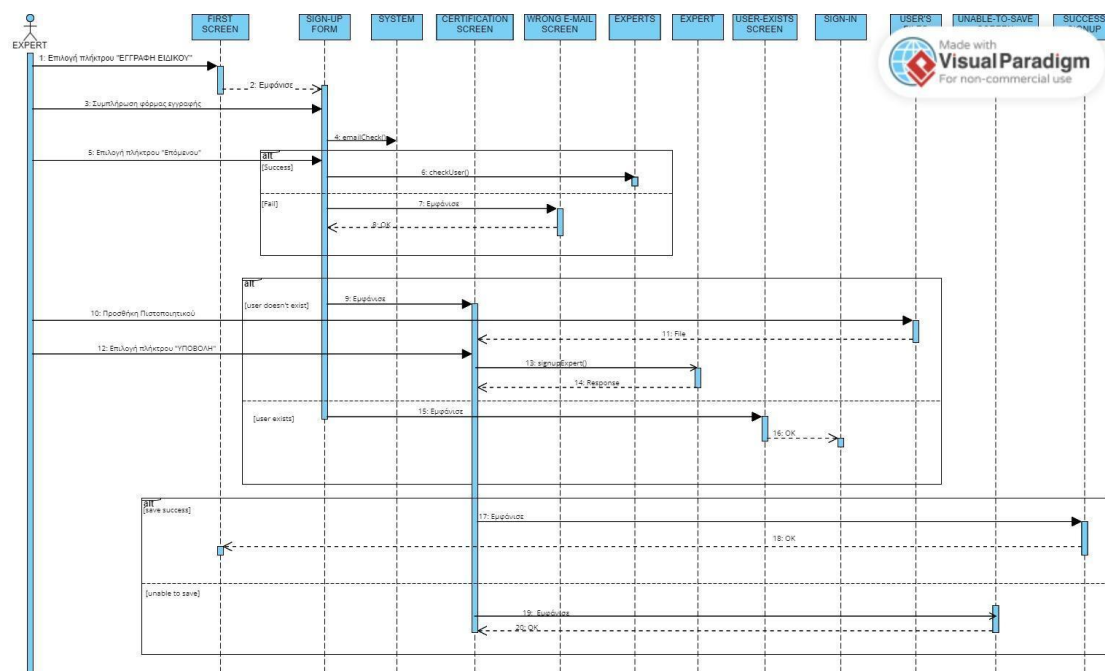 EXPERT
FIRST
SCREEN
SIGN-UP
FORM
SYSTEM
CERTIFICATION
SCREEN
WRONG E-MAIL
SCREEN
EXPERTS
EXPERT
USER-EXISTS
SCREEN
SIGN-IN
USER'S
UNABLE-TO-SAVE
SUCCESS
Made with
Visual Paradigm
For non-commercial use
1: Επιλογή πλήκτρου "ΕΓΓΡΑΦΗ ΕΙΔΙΚΟΥ"
2: Εμφάνισε
3: Συμπλήρωση φόρμας εγγραφής
4: emailCheck()
5: Επιλογή πλήκτρου "Επόμενου"
alt
[Success]
6: checkUser()
[Fail]
7: Εμφάνισε
8: OK
alt
[user doesn't exist]
9: Εμφάνισε
10: Προσθήκη Πιστοποιητικού
11: File
12: Επιλογή πλήκτρου "ΥΠΟΒΟΛΗ"
13: signupExpert()
14: Response
[user exists]
15: Εμφάνισε
16: OK
alt
[save success]
17: Εμφάνισε
18: OK
[unable to save]
19: Εμφάνισε
20: OK